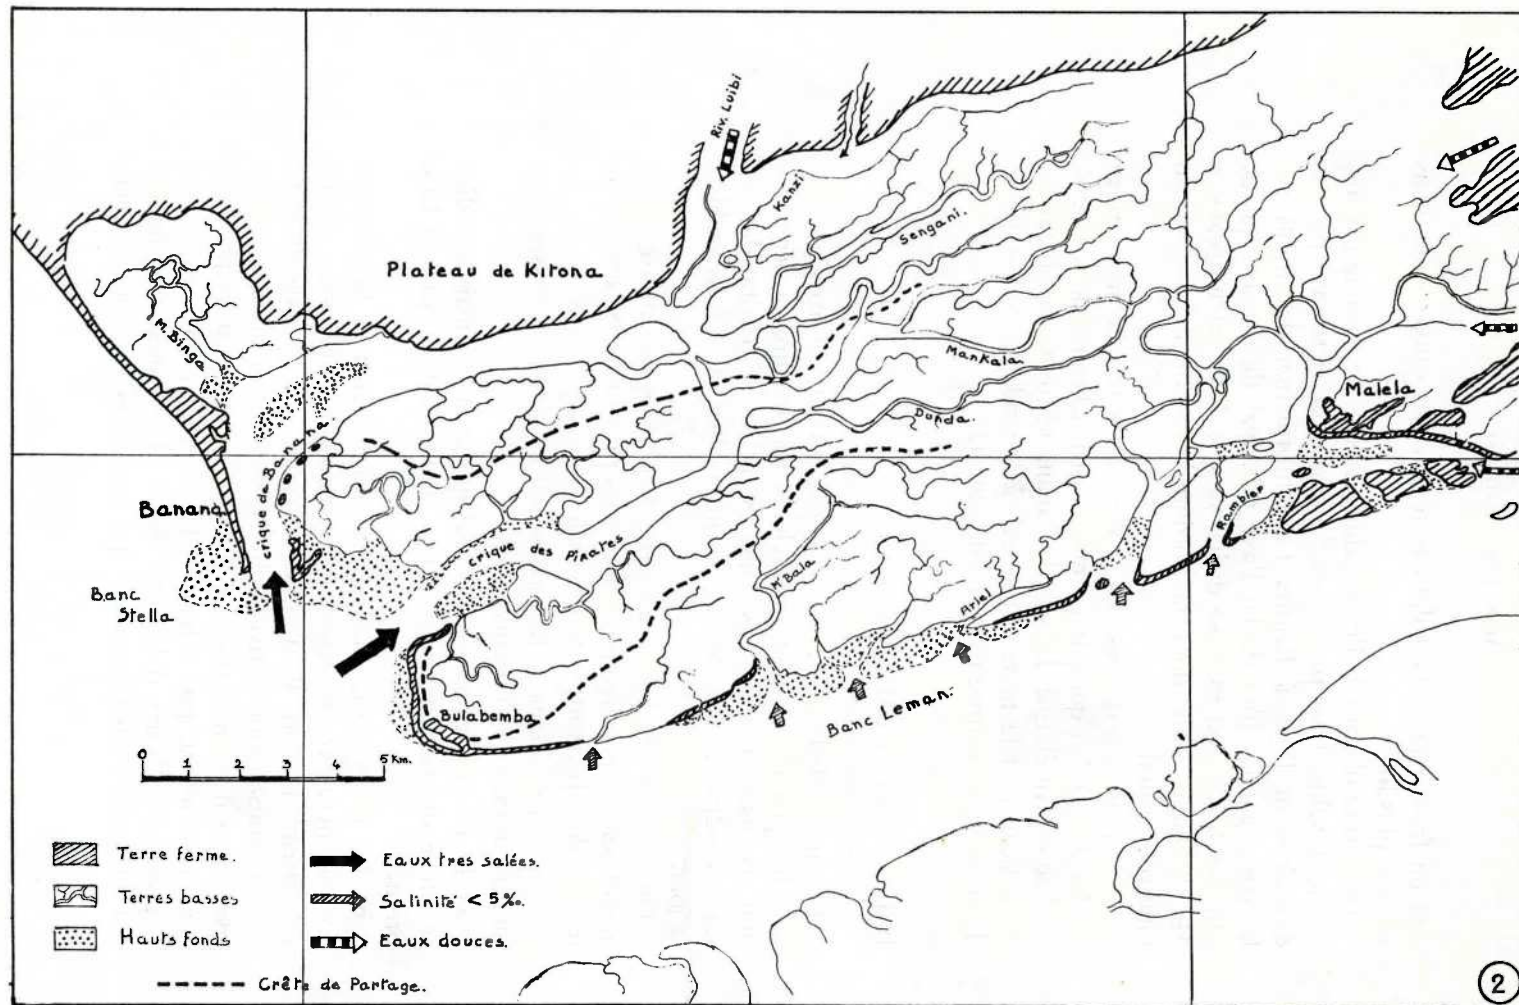 Riv. Luibi
Kanzi
Sengani.
Plateau de Kitona
M. Binga
Mankala
Malela
Dunda
crique de Banana
Banana
Rambler
crique des Pirates
M'Bala
Ariel
Banc
Stella
Bulabemba
Banc Leman.
0 1 2 3 4 5 Km.
Terre ferme.
Terres basses
Hauts fonds
Crête de Partage.
Eaux tres salées.
Salinité < 5‰.
Eaux douces.
2